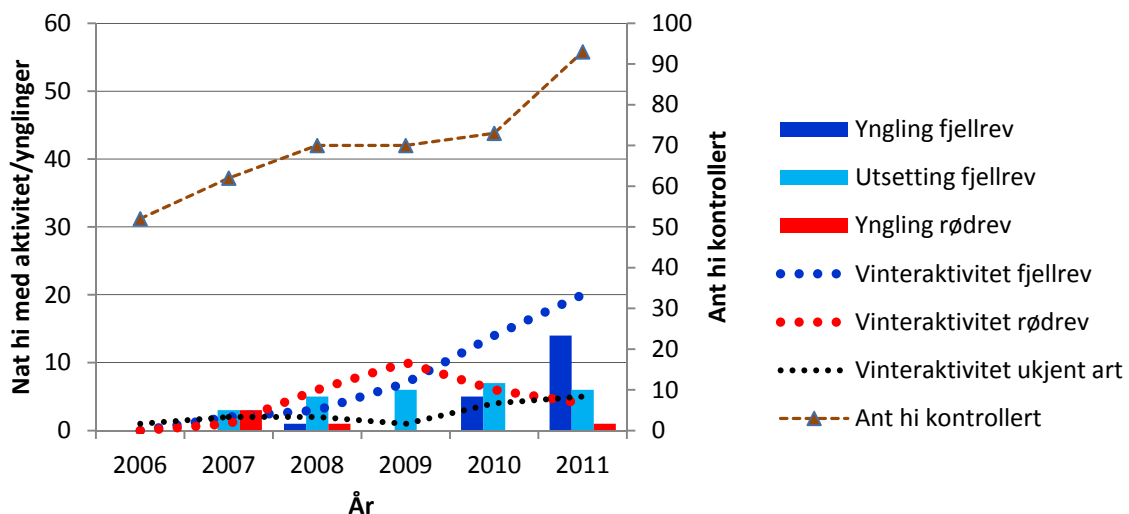 Nat hi med aktivitet/ynglinger
60
50
40
30
20
10
0
2006 2007 2008 2009 2010 2011
År
100
90
80
70
60
50
40
30
20
10
0
Ant hi kontrollert
Yngling fjellrev
Utsetting fjellrev
Yngling rødrev
Vinteraktivitet fjellrev
Vinteraktivitet rødrev
Vinteraktivitet ukjent art
Ant hi kontrollert